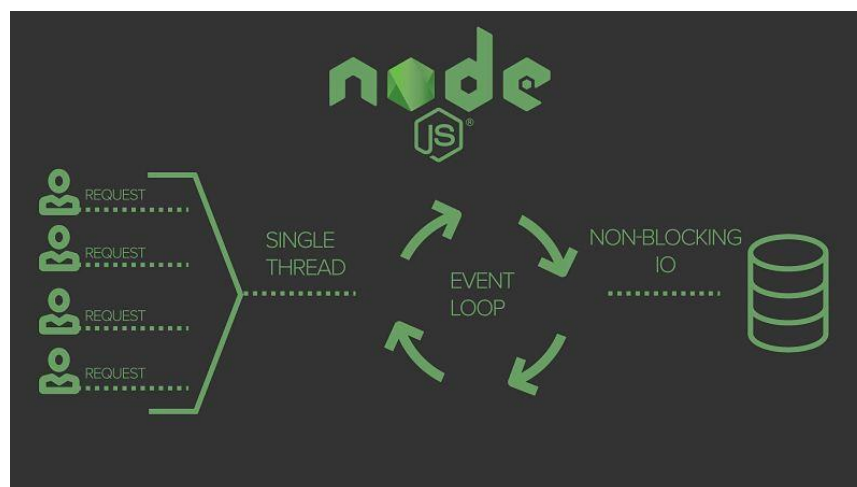 node
JS®
REQUEST
REQUEST
REQUEST
REQUEST
SINGLE
THREAD
EVENT
LOOP
NON-BLOCKING
IO